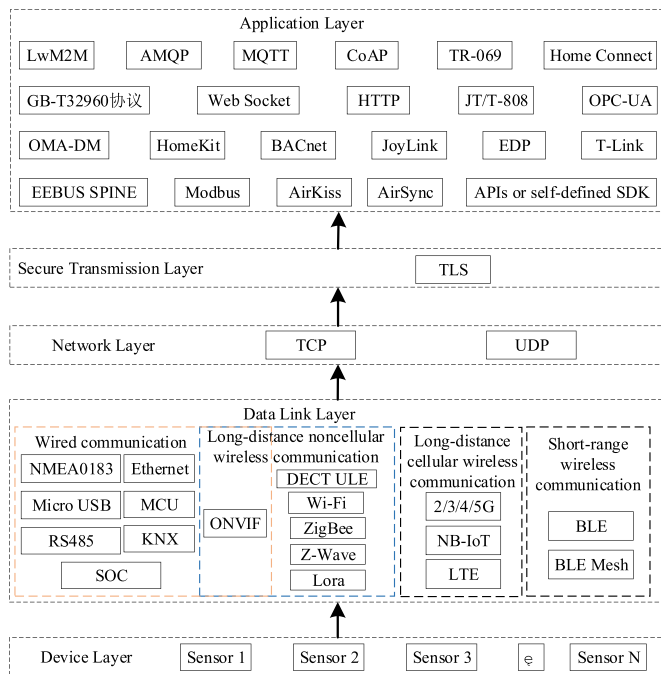 Application Layer
LwM2M AMQP MQTT CoAP TR-069 Home Connect
GB-T32960协议 Web Socket HTTP JT/T-808 OPC-UA
OMA-DM HomeKit BACnet JoyLink EDP T-Link
EEBUS SPINE Modbus AirKiss AirSync APIs or self-defined SDK
Secure Transmission Layer TLS
Network Layer TCP UDP
Data Link Layer
Wired communication
NMEA0183 Ethernet
Micro USB MCU
RS485 KNX
SOC
Long-distance noncellular
wireless communication
ONVIF
DECT ULE
Wi-Fi
ZigBee
Z-Wave
Lora
Long-distance
cellular wireless
communication
2/3/4/5G
NB-IoT
LTE
Short-range
wireless
communication
BLE
BLE Mesh
Device Layer Sensor 1 Sensor 2 Sensor 3 ę Sensor N